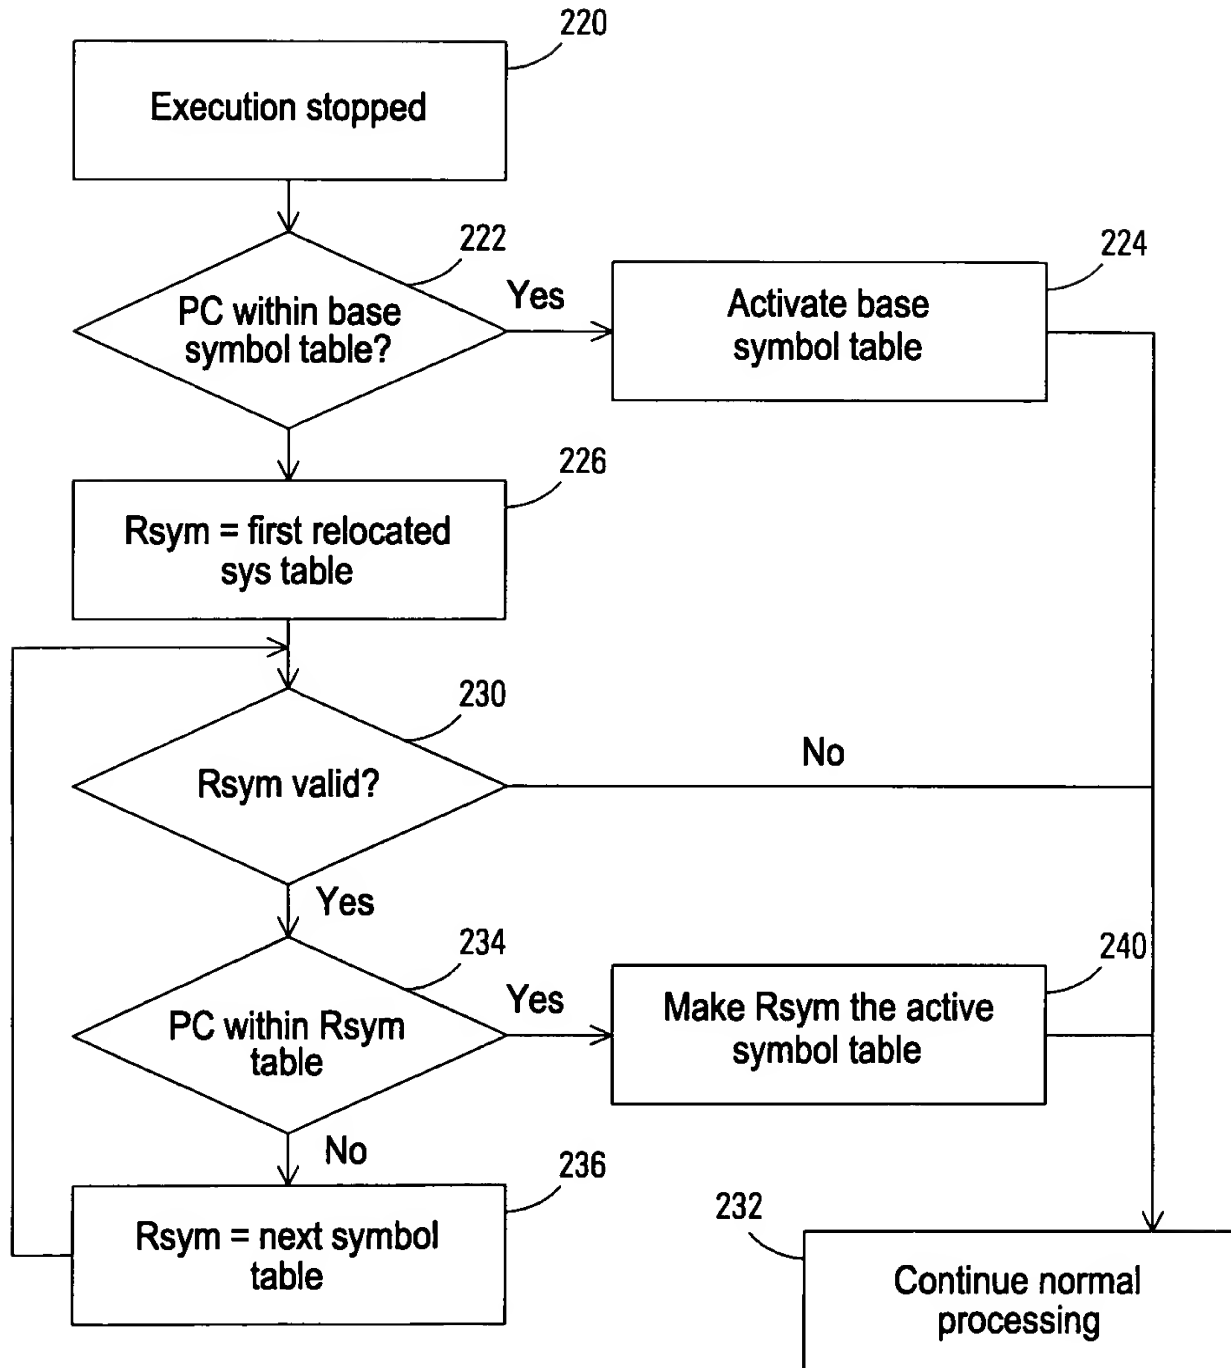 220
Execution stopped
222
PC within base
symbol table?
Yes
224
Activate base
symbol table
226
Rsym = first relocated
sys table
230
Rsym valid?
No
Yes
234
PC within Rsym
table
Yes
240
Make Rsym the active
symbol table
No
236
Rsym = next symbol
table
232
Continue normal
processing